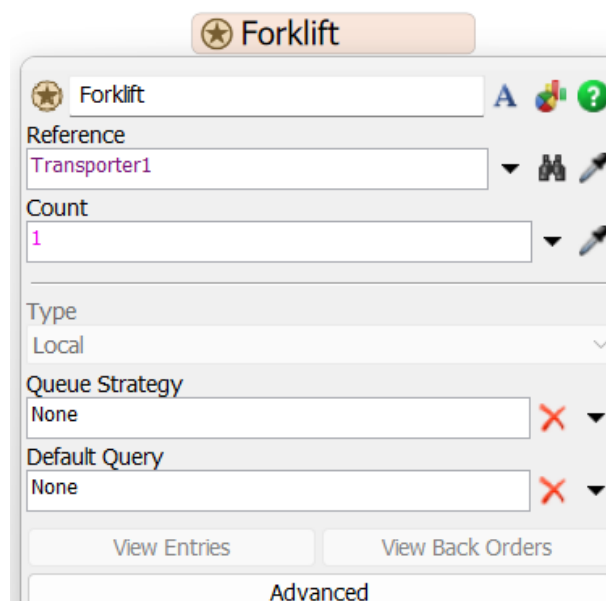 Forklift
Forklift
A
?
Reference
Transporter1
Count
1
Type
Local
Queue Strategy
None
Default Query
None
View Entries View Back Orders
Advanced